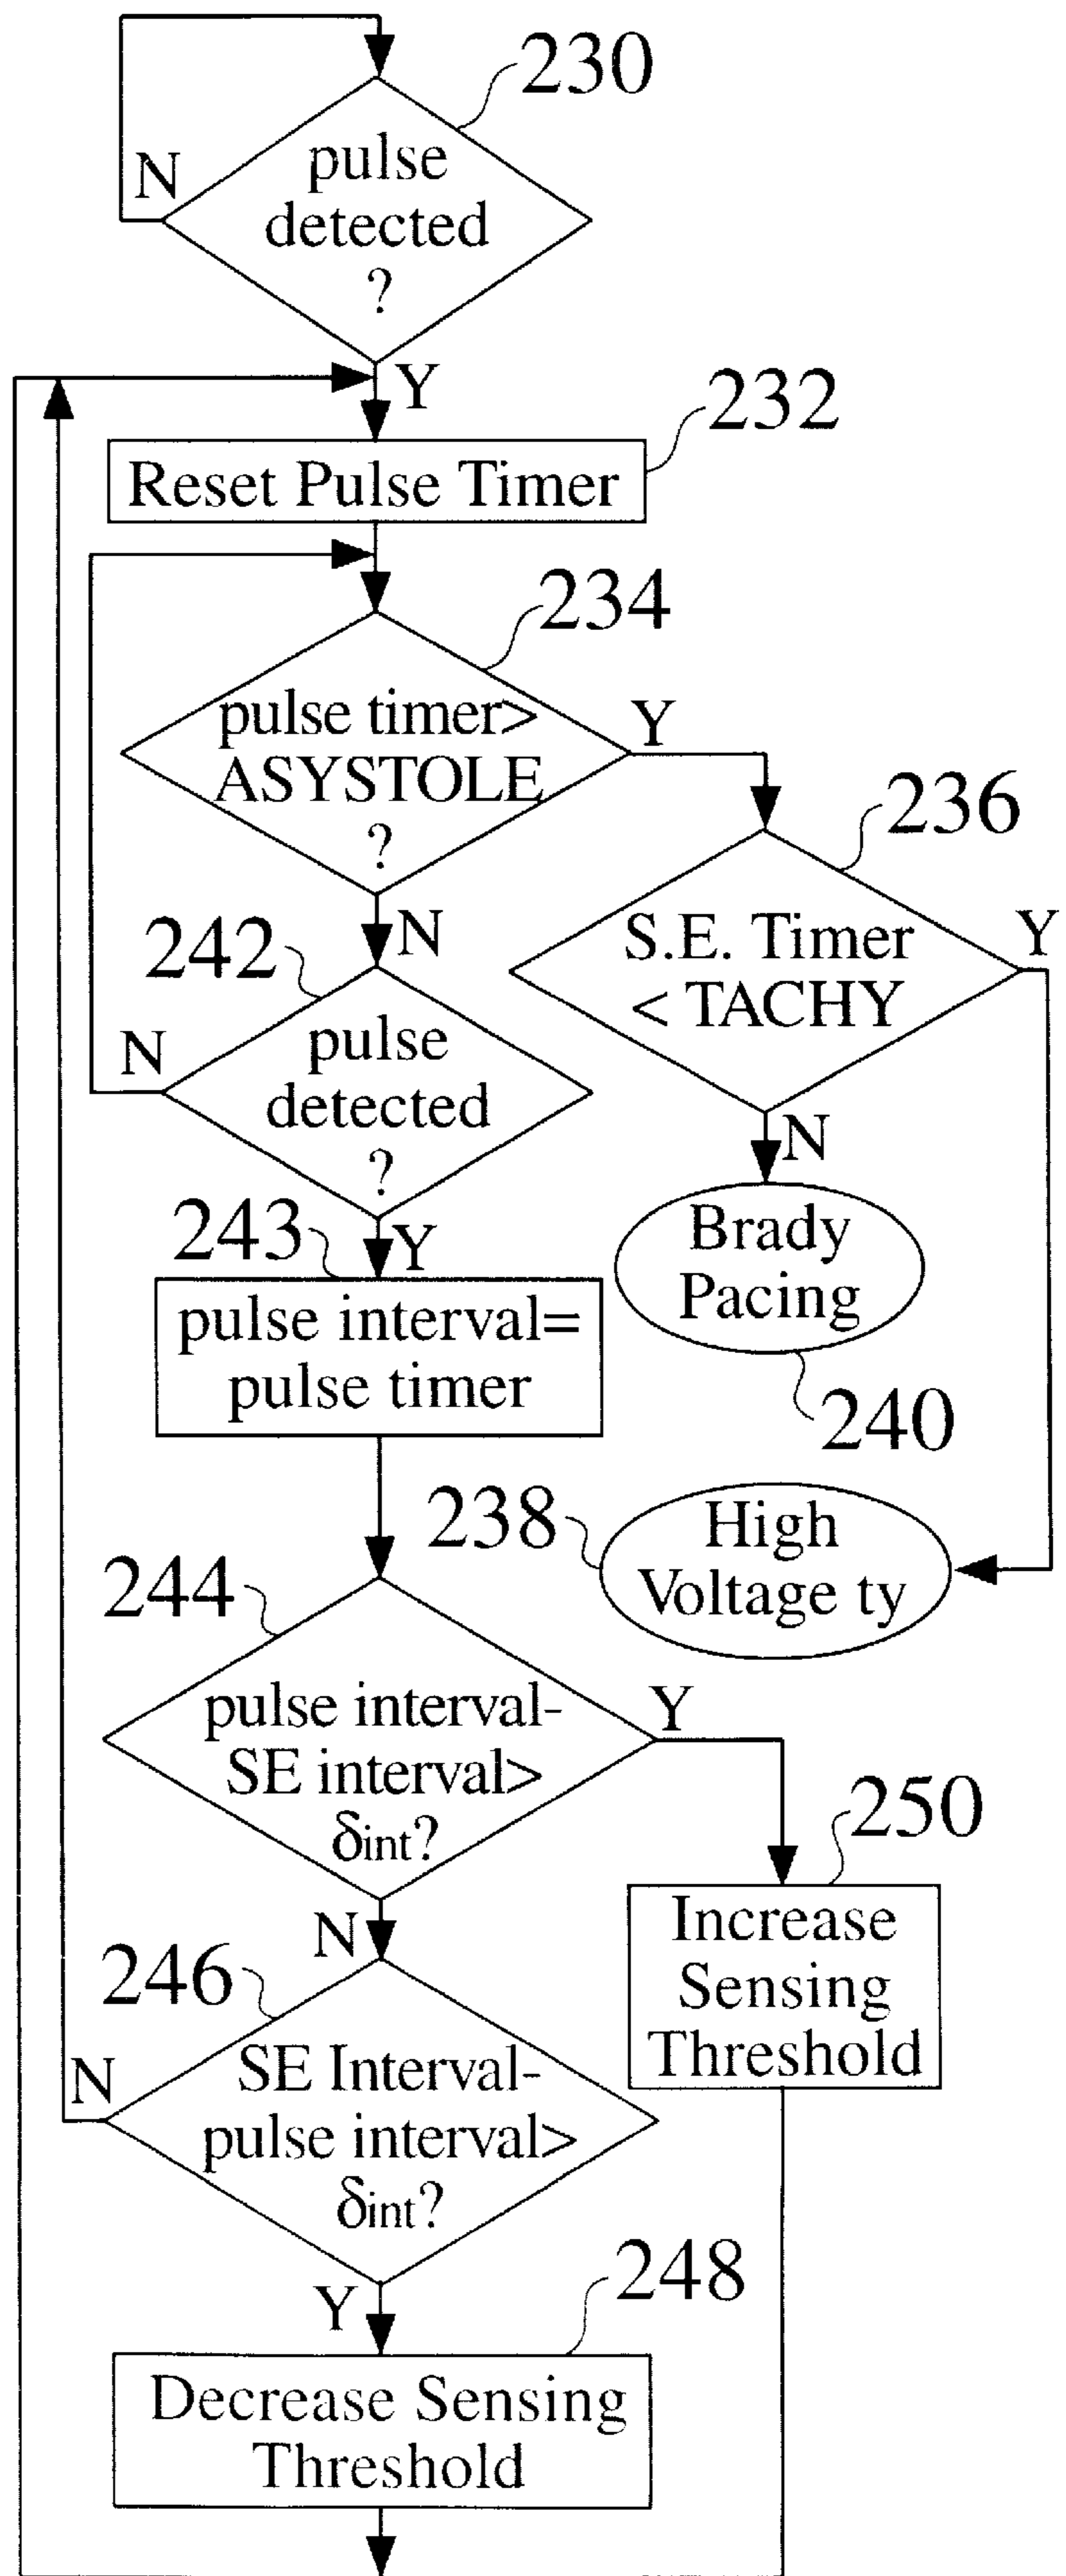 230
N
pulse
detected
?
Y
232
Reset Pulse Timer
234
pulse timer>
ASYSTOLE
?
Y
236
S.E. Timer
< TACHY
Y
N
242
N
pulse
detected
?
N
Brady
Pacing
240
243
Y
pulse interval=
pulse timer
238
High
Voltage ty
244
pulse interval-
SE interval>
δint?
Y
250
Increase
Sensing
Threshold
N
246
N
SE Interval-
pulse interval>
δint?
248
Y
Decrease Sensing
Threshold